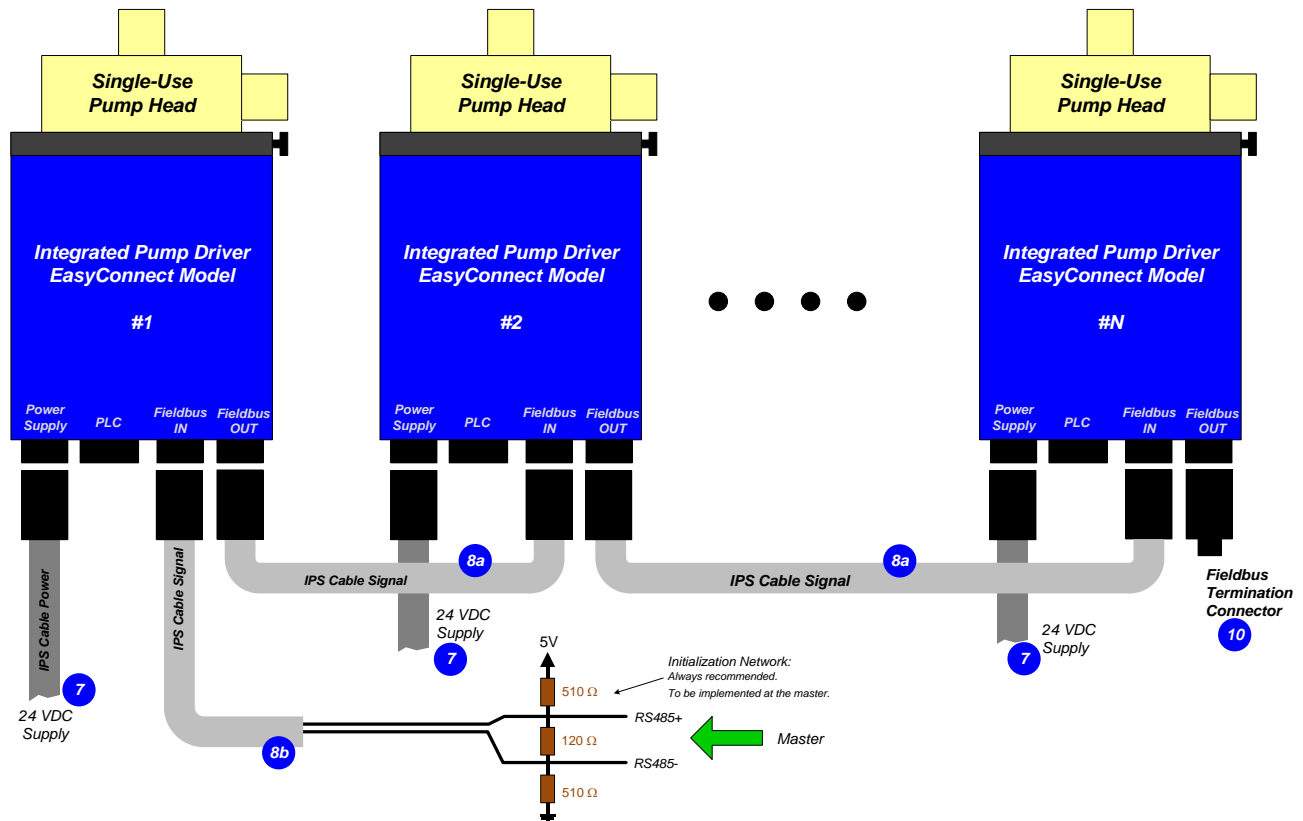 Single-Use
Pump Head
Single-Use
Pump Head
Single-Use
Pump Head
Integrated Pump Driver
EasyConnect Model
#1
Integrated Pump Driver
EasyConnect Model
#2
Integrated Pump Driver
EasyConnect Model
#N
Power
Supply
PLC
Fieldbus
IN
Fieldbus
OUT
Power
Supply
PLC
Fieldbus
IN
Fieldbus
OUT
Power
Supply
PLC
Fieldbus
IN
Fieldbus
OUT
IPS Cable Power
IPS Cable Signal
IPS Cable Signal
8a
IPS Cable Signal
8a
Fieldbus
Termination
Connector
10
7
24 VDC
Supply
24 VDC
Supply
7
24 VDC
Supply
7
8b
5V
510 Ω
120 Ω
510 Ω
Initialization Network:
Always recommended.
To be implemented at the master.
RS485+
RS485-
Master